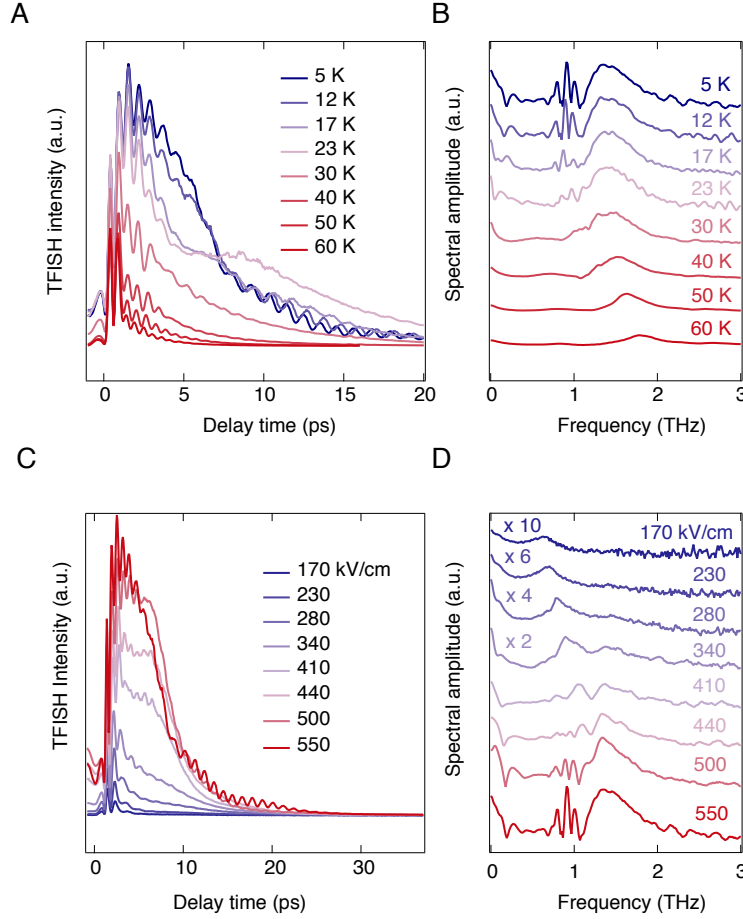 A
B
TFISH intensity (a.u.)
5 K
12 K
17 K
23 K
30 K
40 K
50 K
60 K
0
5
10
15
20
Delay time (ps)
Spectral amplitude (a.u.)
5 K
12 K
17 K
23 K
30 K
40 K
50 K
60 K
0
1
2
3
Frequency (THz)
C
D
TFISH Intensity (a.u.)
170 kV/cm
230
280
340
410
440
500
550
0
10
20
30
Delay time (ps)
Spectral amplitude (a.u.)
x 10
170 kV/cm
x 6
230
x 4
280
x 2
340
410
440
500
550
0
1
2
3
Frequency (THz)